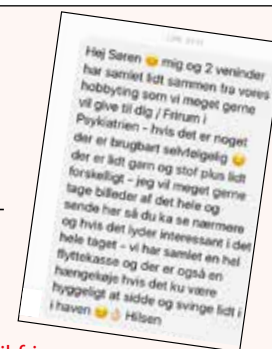 Hej Søren 😊 mig og 2 veninder
har samlet lidt sammen fra vores
hobbyting som vi meget gerne
vil give til dig / Frirum i
Psykiatrien - hvis det er noget
der er brugbart selvfølgelig 😊
der er lidt garn og stof plus lidt
forskelligt - jeg vil meget gerne
tage billeder af det hele og
sende her så du ka se nærmere
og hvis det lyder interessant i det
hele taget - vi har samlet en hel
flyttekasse og der er også en
hængekøje hvis det ku være
hyggeligt at sidde og svinge lidt i
i haven 😊👌 Hilsen